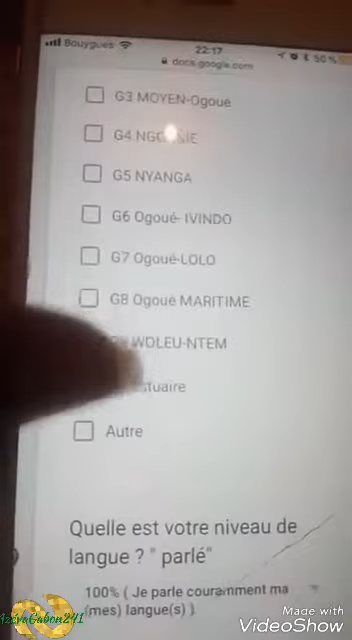 Bouygues
22:17
50 %
docs.google.com
G3 MOYEN-Ogoué
G4
G5 NYANGA
G6 Ogoué- IVINDO
G7 Ogoué-LOLO
G8 Ogoué MARITIME
WOLEU-NTEM
Autre
Quelle est votre niveau de
langue ? " parlé"
100% ( Je parle couramment ma
(mes) langue(s) )
Made with
VideoShow